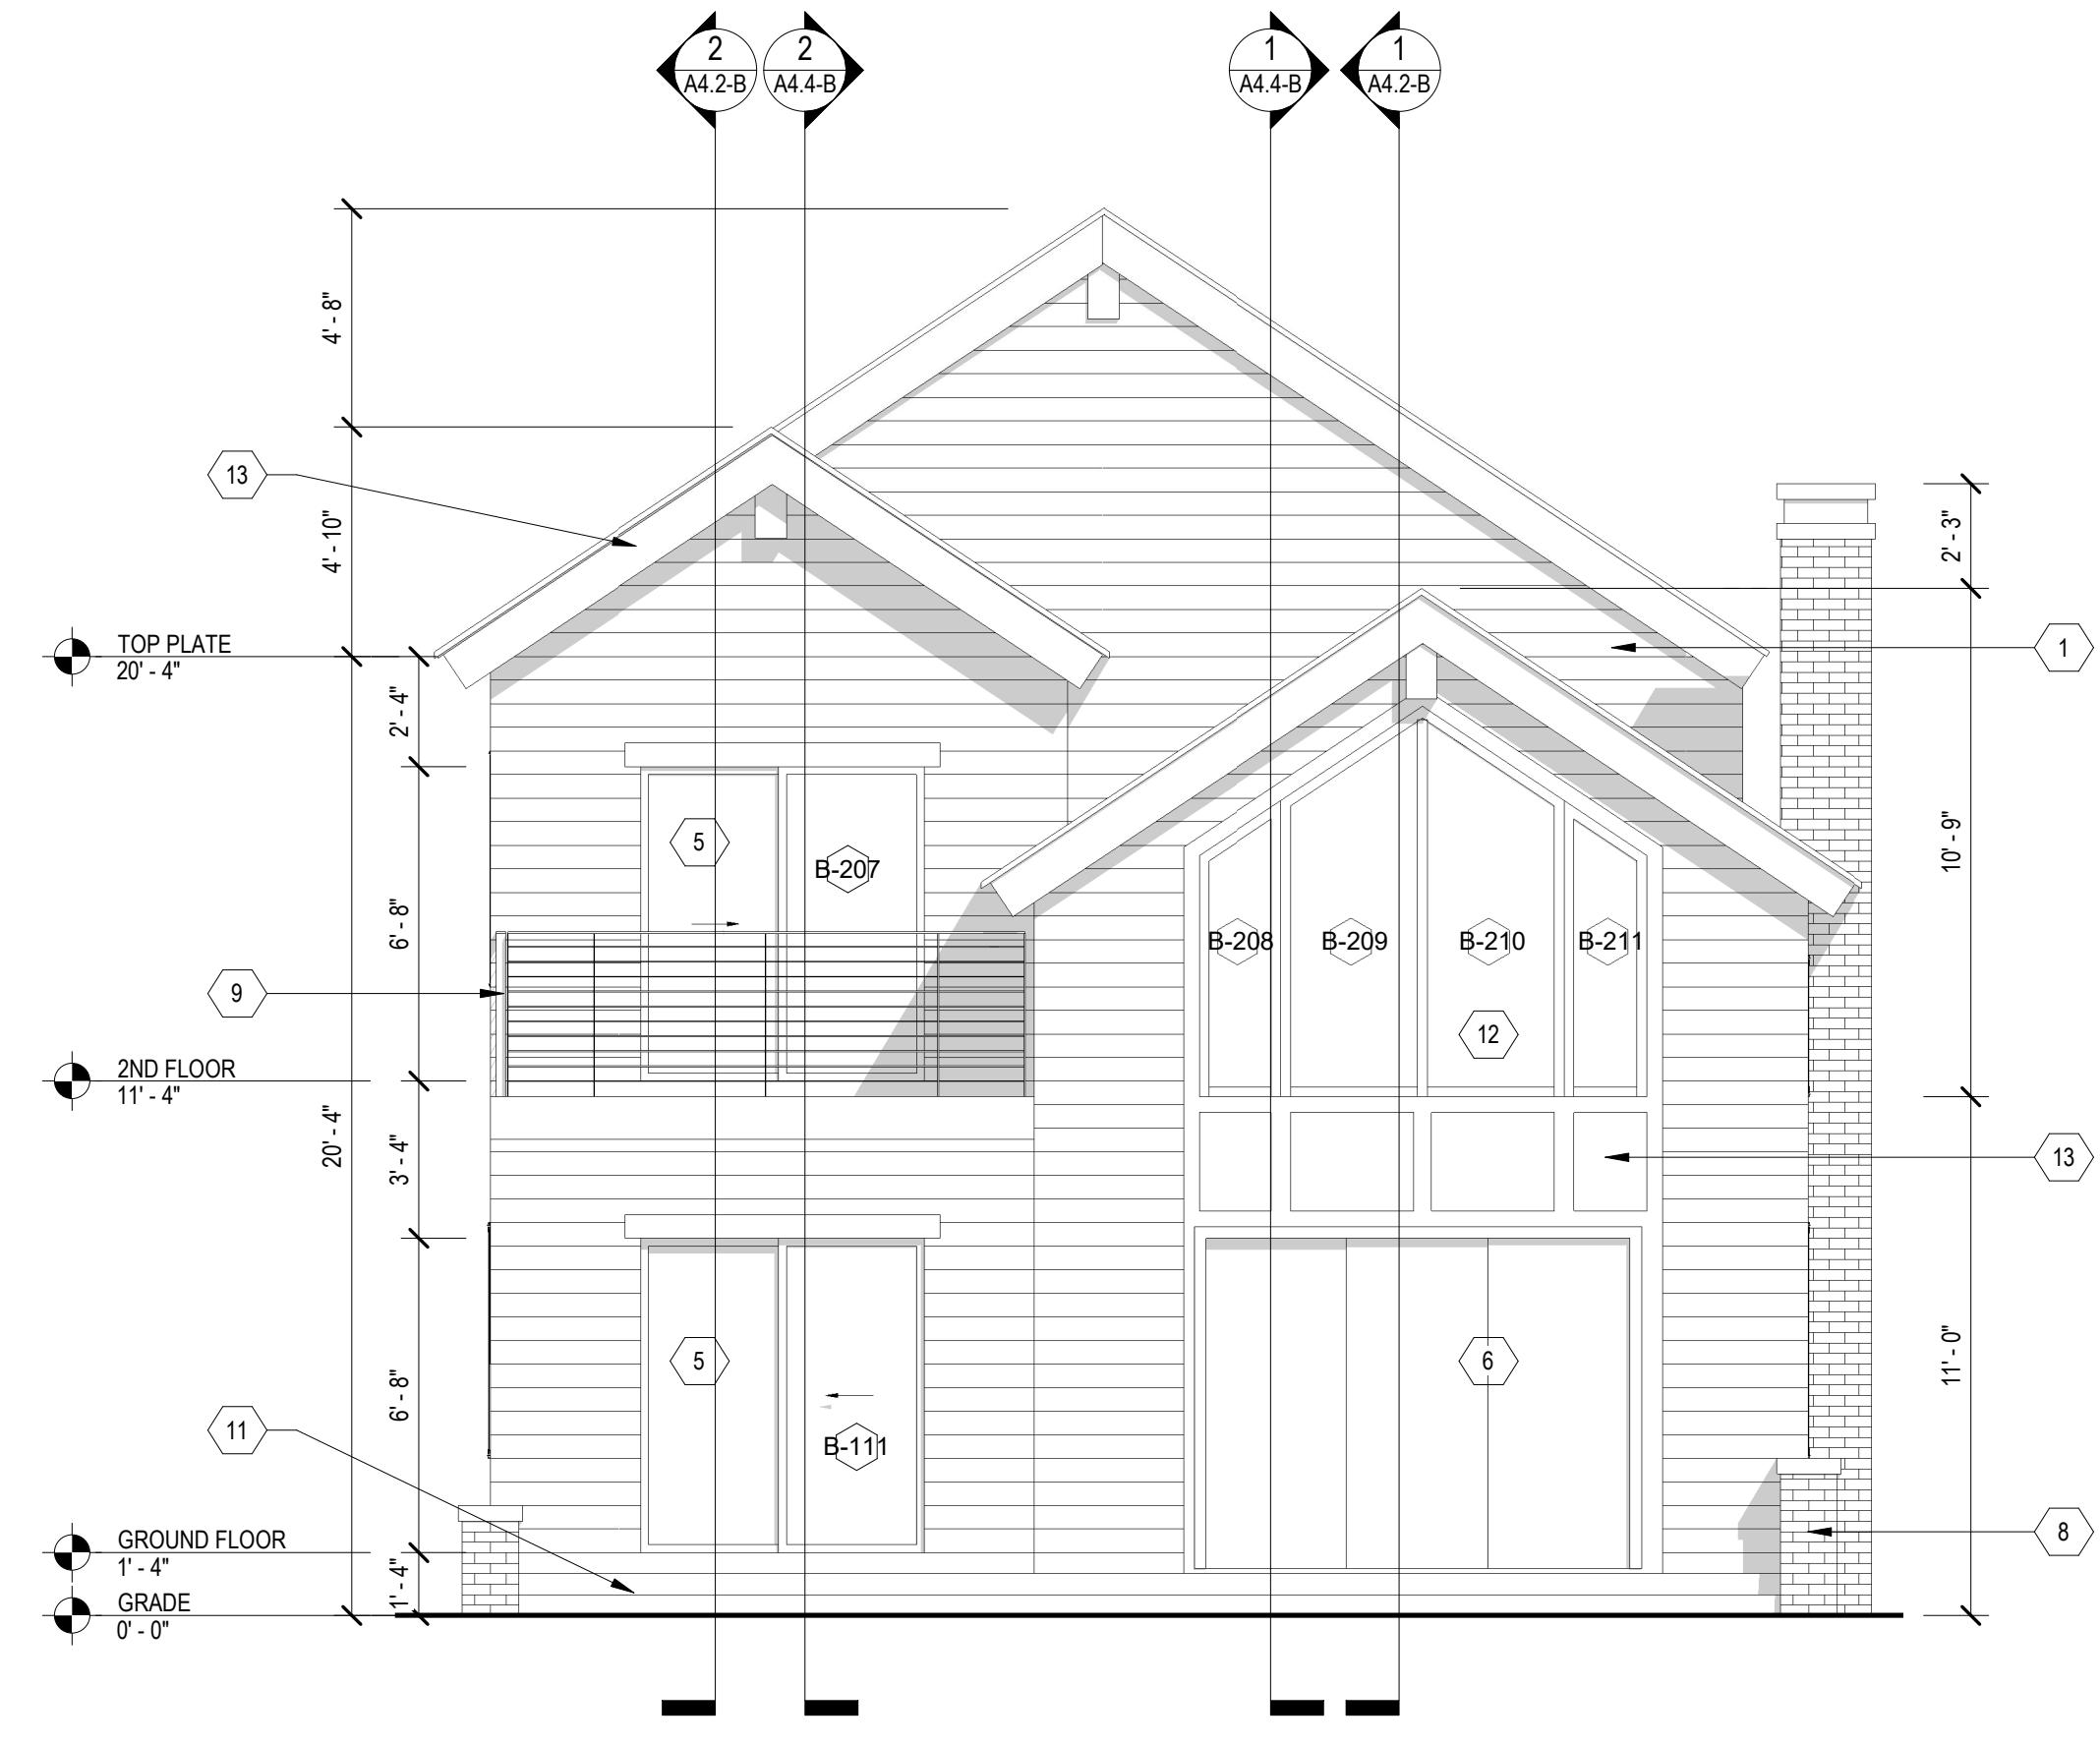 2
A4.2-B
2
A4.4-B
1
A4.4-B
1
A4.2-B
4' - 8"
13
4' - 10"
2' - 3"
TOP PLATE
20' - 4"
1
2' - 4"
5
B-207
10' - 9"
6' - 8"
B-208
B-209
B-210
B-211
9
12
2ND FLOOR
11' - 4"
20' - 4"
3' - 4"
13
5
6
11' - 0"
6' - 8"
11
B-111
GROUND FLOOR
1' - 4"
8
1' - 4"
GRADE
0' - 0"